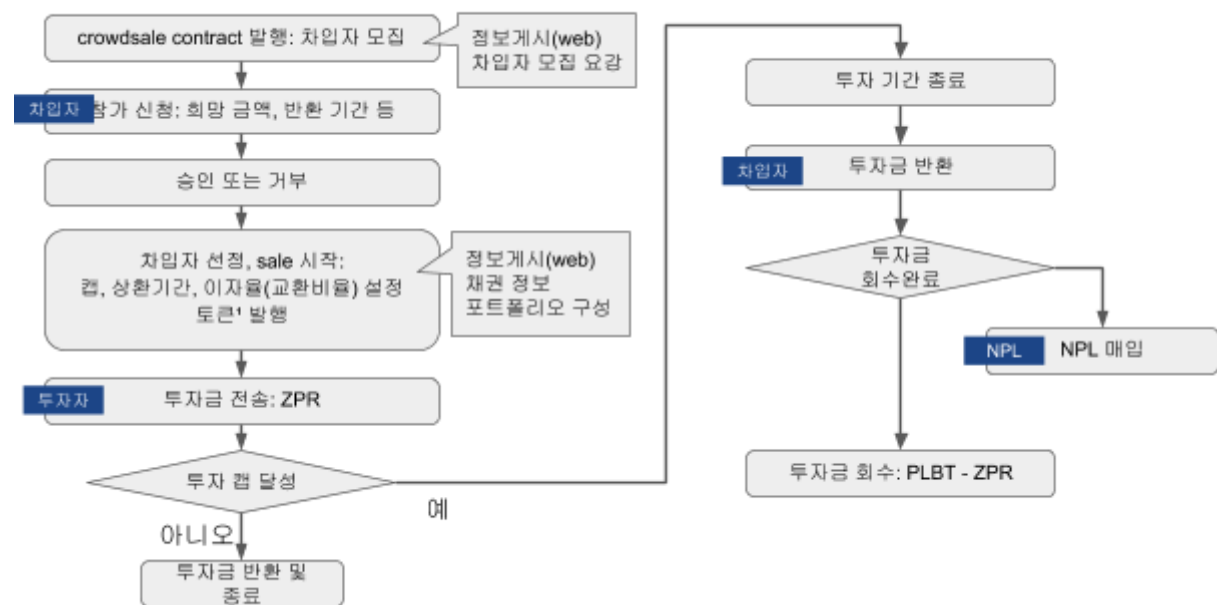 crowdsale contract 발행: 차입자 모집
정보게시(web)
차입자 모집 요강
차입자
참가 신청: 희망 금액, 반환 기간 등
승인 또는 거부
차입자 선정, sale 시작:
캡, 상환기간, 이자율(교환비율) 설정
토큰¹ 발행
정보게시(web)
채권 정보
포트폴리오 구성
투자자
투자금 전송: ZPR
투자 캡 달성
예
아니오
투자금 반환 및
종료
투자 기간 종료
차입자
투자금 반환
투자금
회수완료
NPL
NPL 매입
투자금 회수: PLBT - ZPR